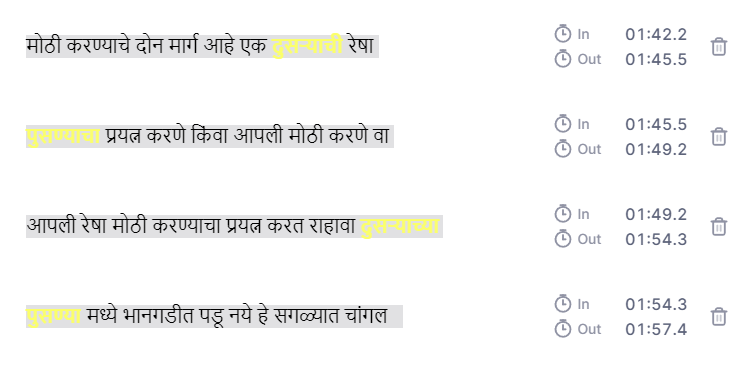 मोठी करण्याचे दोन मार्ग आहे एक दुसऱ्याची रेषा
In 01:42.2
Out 01:45.5
पुसण्याचा प्रयत्न करणे किंवा आपली मोठी करणे वा
In 01:45.5
Out 01:49.2
आपली रेषा मोठी करण्याचा प्रयत्न करत राहावा दुसऱ्याच्या
In 01:49.2
Out 01:54.3
पुसण्या मध्ये भानगडीत पडू नये हे सगळ्यात चांगल
In 01:54.3
Out 01:57.4